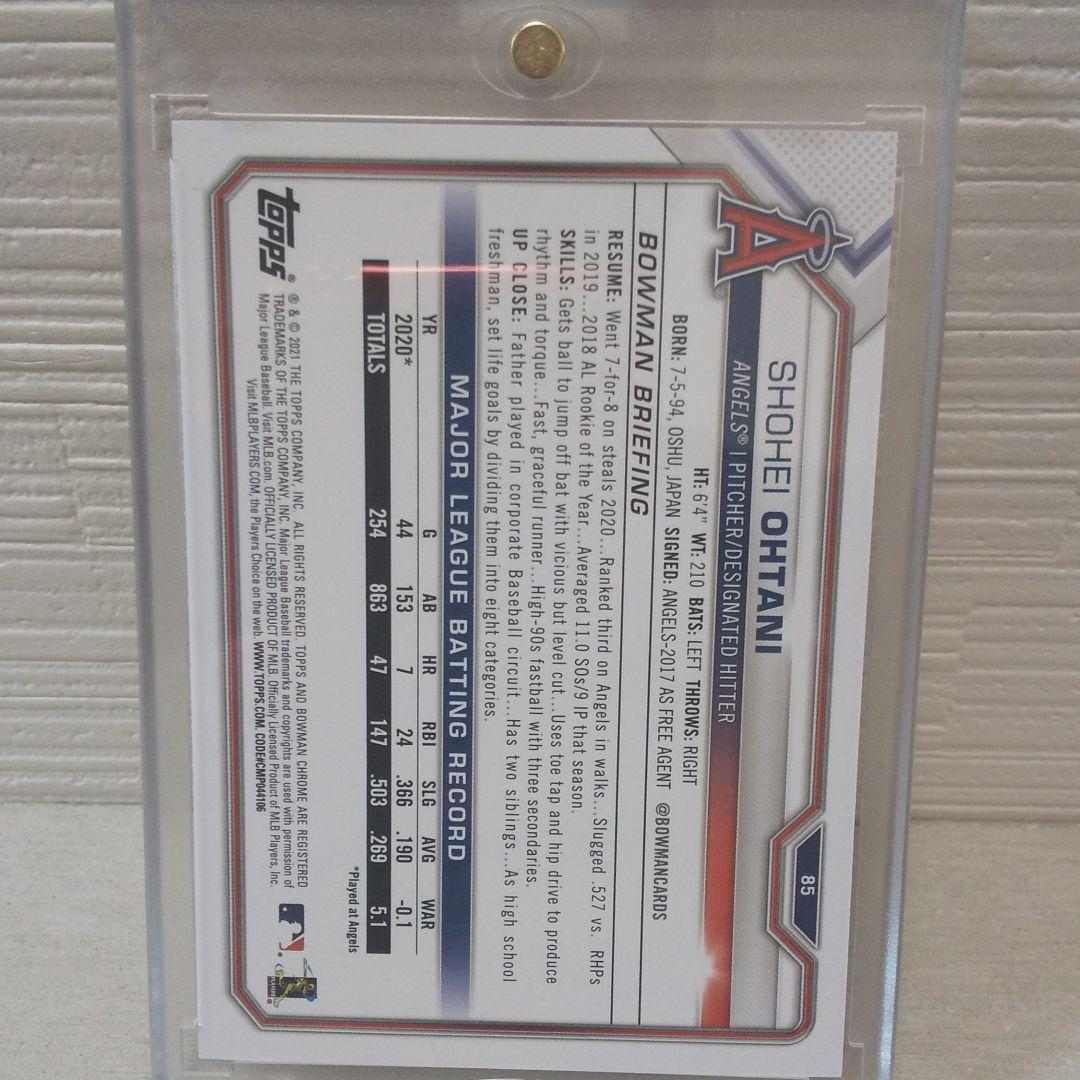 85
SHOHEI OHTANI
ANGELS® | PITCHER/DESIGNATED HITTER
HT: 6'4" WT: 210 BATS: LEFT THROWS: RIGHT
BORN: 7-5-94, OSHU, JAPAN SIGNED: ANGELS-2017 AS FREE AGENT @BOWMANCARDS
BOWMAN BRIEFING
RESUME: Went 7-for-8 on steals 2020...Ranked third on Angels in walks...Slugged .527 vs. RHPs
in 2019...2018 AL Rookie of the Year...Averaged 11.0 SOs/9 IP that season.
SKILLS: Gets ball to jump off bat with vicious but level cut...Uses toe tap and hip drive to produce
rhythm and torque...Fast, graceful runner...High-90s fastball with three secondaries.
UP CLOSE: Father played in corporate Baseball circuit...Has two siblings...As high school
freshman, set life goals by dividing them into eight categories.
MAJOR LEAGUE BATTING RECORD
YR G AB HR RBI SLG AVG WAR
2020* 44 153 7 24 .366 .190 -0.1
TOTALS 254 863 47 147 .503 .269 5.1
*Played at Angels
topps®
® & © 2021 THE TOPPS COMPANY, INC. ALL RIGHTS RESERVED. TOPPS AND BOWMAN CHROME ARE REGISTERED
TRADEMARKS OF THE TOPPS COMPANY, INC. Major League Baseball trademarks and copyrights are used with permission of
Major League Baseball. Visit MLB.com. OFFICIALLY LICENSED PRODUCT OF MLB. Officially Licensed Product of MLB Players, Inc.
Visit MLBPLAYERS.COM, the Players Choice on the web. WWW.TOPPS.COM. CODE#CMP044106
PLAYERS